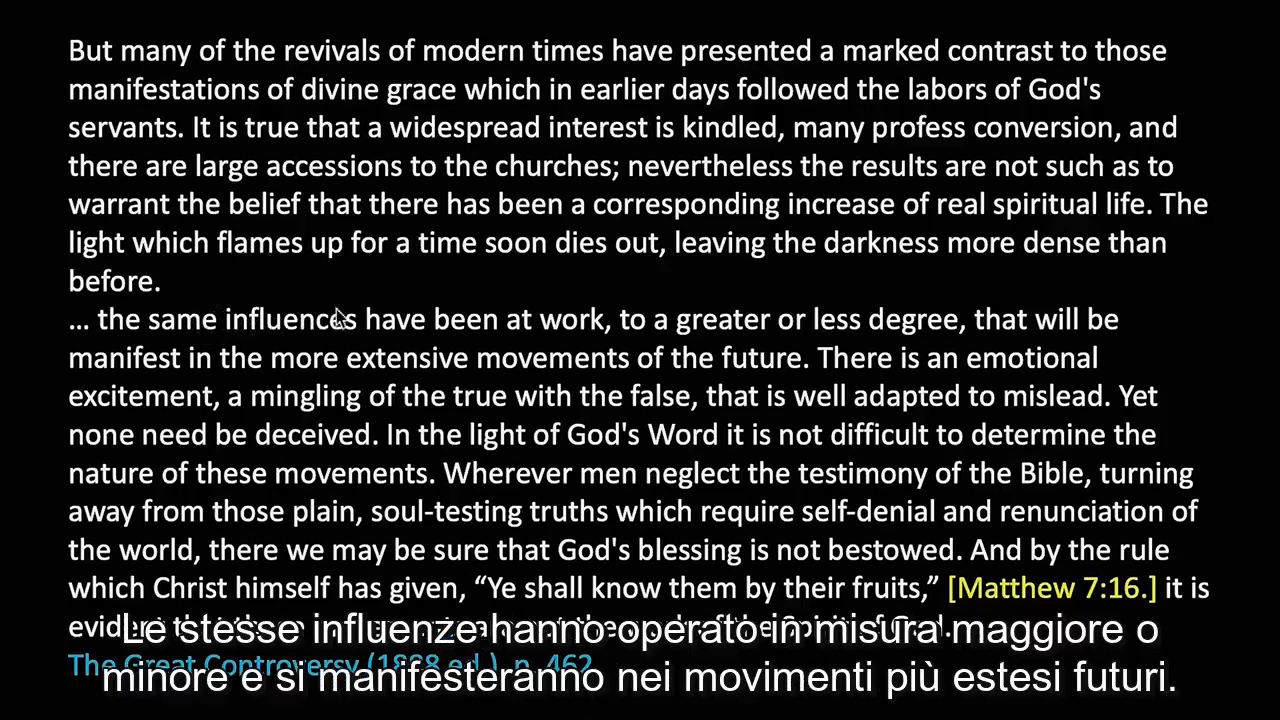 But many of the revivals of modern times have presented a marked contrast to those
manifestations of divine grace which in earlier days followed the labors of God's
servants. It is true that a widespread interest is kindled, many profess conversion, and
there are large accessions to the churches; nevertheless the results are not such as to
warrant the belief that there has been a corresponding increase of real spiritual life. The
light which flames up for a time soon dies out, leaving the darkness more dense than
before.
… the same influences have been at work, to a greater or less degree, that will be
manifest in the more extensive movements of the future. There is an emotional
excitement, a mingling of the true with the false, that is well adapted to mislead. Yet
none need be deceived. In the light of God's Word it is not difficult to determine the
nature of these movements. Wherever men neglect the testimony of the Bible, turning
away from those plain, soul-testing truths which require self-denial and renunciation of
the world, there we may be sure that God's blessing is not bestowed. And by the rule
which Christ himself has given, “Ye shall know them by their fruits,” [Matthew 7:16.] it is
The Great Controversy (1888 ed.), p. 462
Le stesse influenze hanno operato in misura maggiore o
minore e si manifesteranno nei movimenti più estesi futuri.